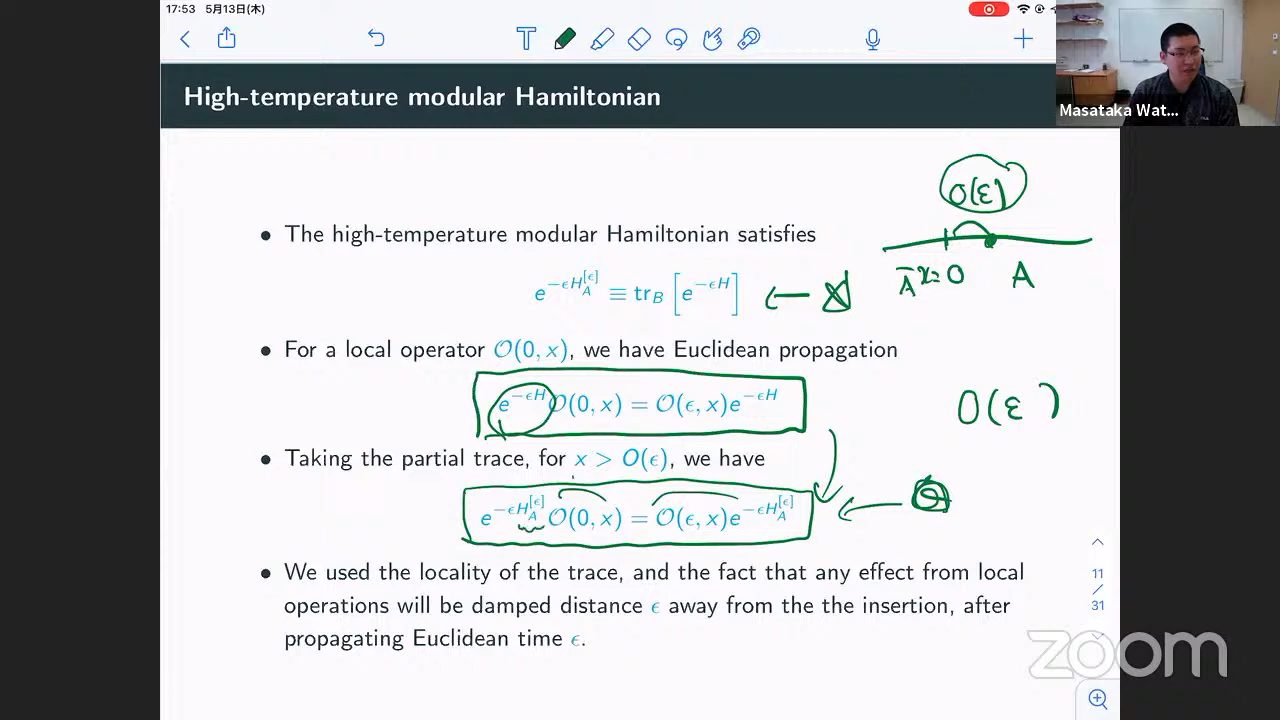 17:53 5月13日(木)
Masataka Wat...
High-temperature modular Hamiltonian
O(ε)
• The high-temperature modular Hamiltonian satisfies
Ā x=0 A
e^{-εH_A^{[ε]}} ≡ tr_B [e^{-εH}]
• For a local operator 𝒪(0, x), we have Euclidean propagation
e^{-εH}𝒪(0, x) = 𝒪(ε, x)e^{-εH}
O(ε )
• Taking the partial trace, for x > O(ε), we have
e^{-εH_A^{[ε]}}𝒪(0, x) = 𝒪(ε, x)e^{-εH_A^{[ε]}}
• We used the locality of the trace, and the fact that any effect from local
operations will be damped distance ε away from the the insertion, after
propagating Euclidean time ε.
11
/
31
zoom